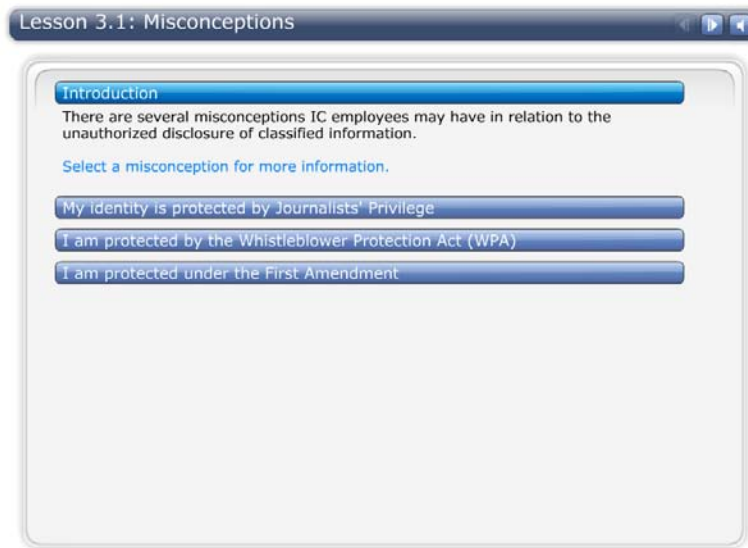 Lesson 3.1: Misconceptions
Introduction
There are several misconceptions IC employees may have in relation to the
unauthorized disclosure of classified information.
Select a misconception for more information.
My identity is protected by Journalists' Privilege
I am protected by the Whistleblower Protection Act (WPA)
I am protected under the First Amendment